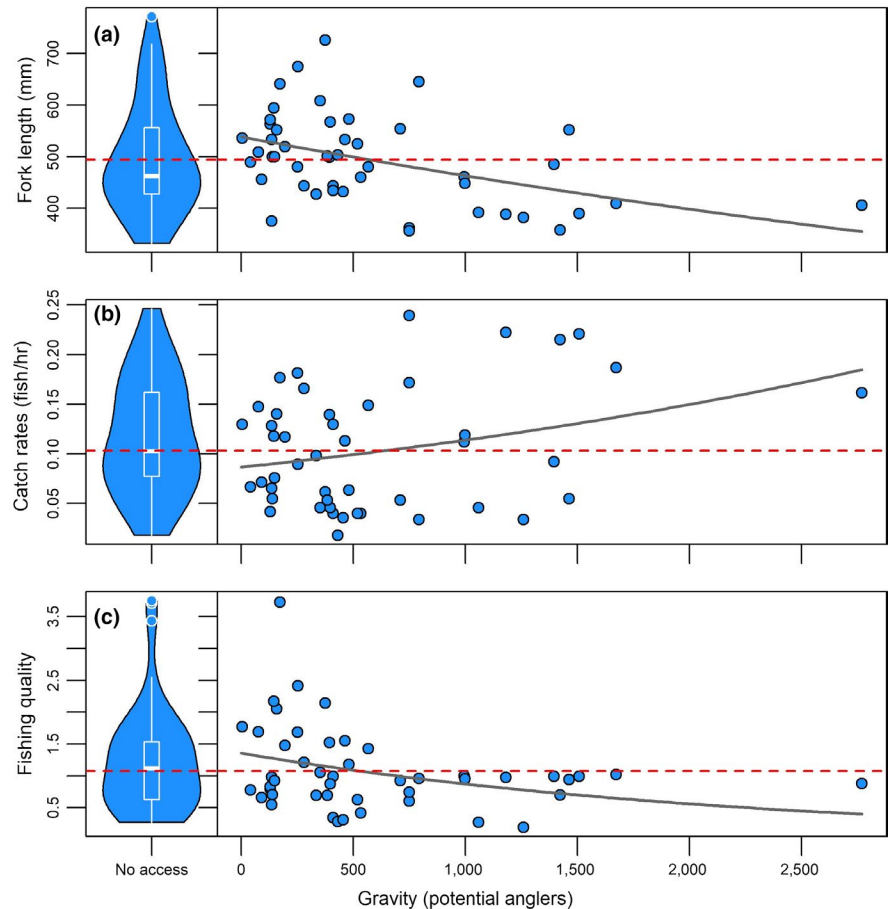 (a)
Fork length (mm)
700
600
500
400
(b)
Catch rates (fish/hr)
0.25
0.20
0.15
0.10
0.05
(c)
Fishing quality
3.5
2.5
1.5
0.5
No access
0
500
1,000
1,500
2,000
2,500
Gravity (potential anglers)